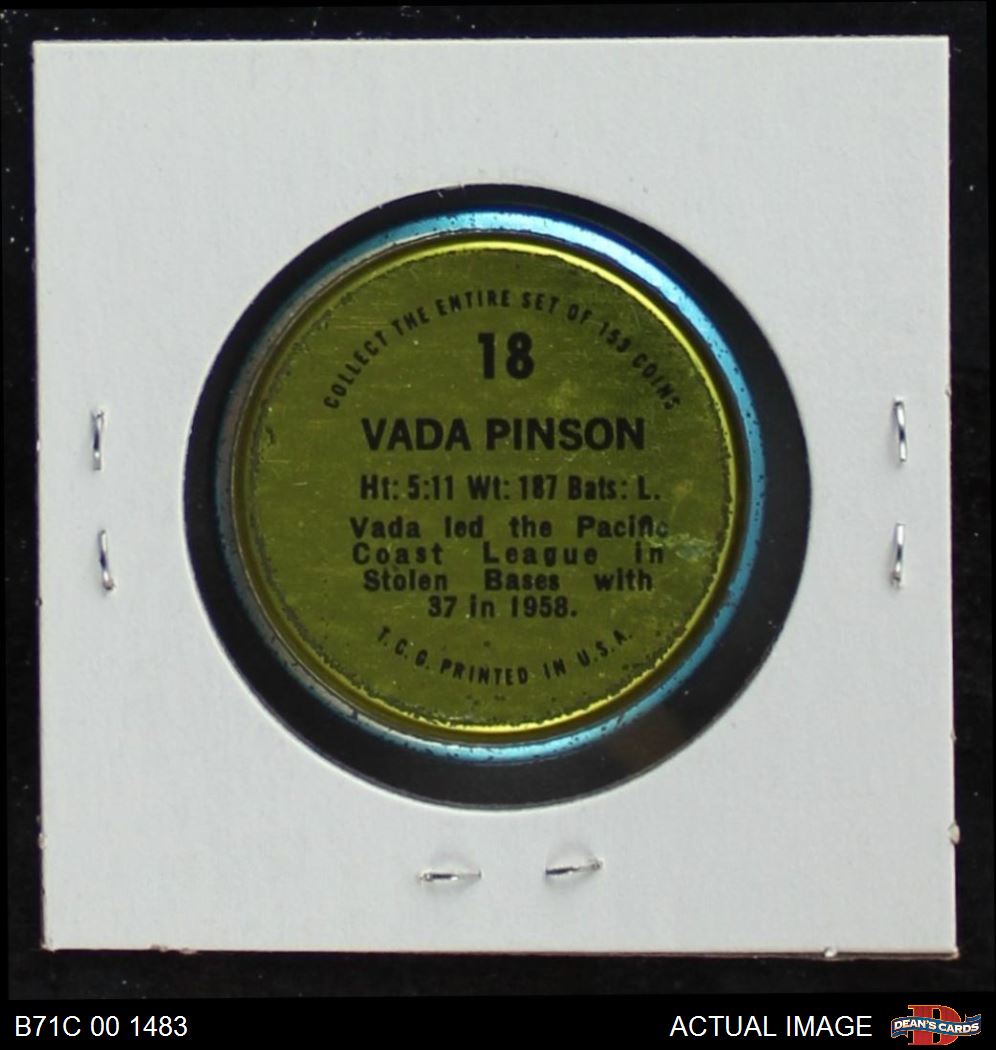 COLLECT THE ENTIRE SET OF 153 COINS
18
VADA PINSON
Ht: 5:11 Wt: 187 Bats: L.
Vada led the Pacific
Coast League in
Stolen Bases with
37 in 1958.
T.C.G. PRINTED IN U.S.A.
B71C 00 1483
ACTUAL IMAGE
D
DEAN'S CARDS